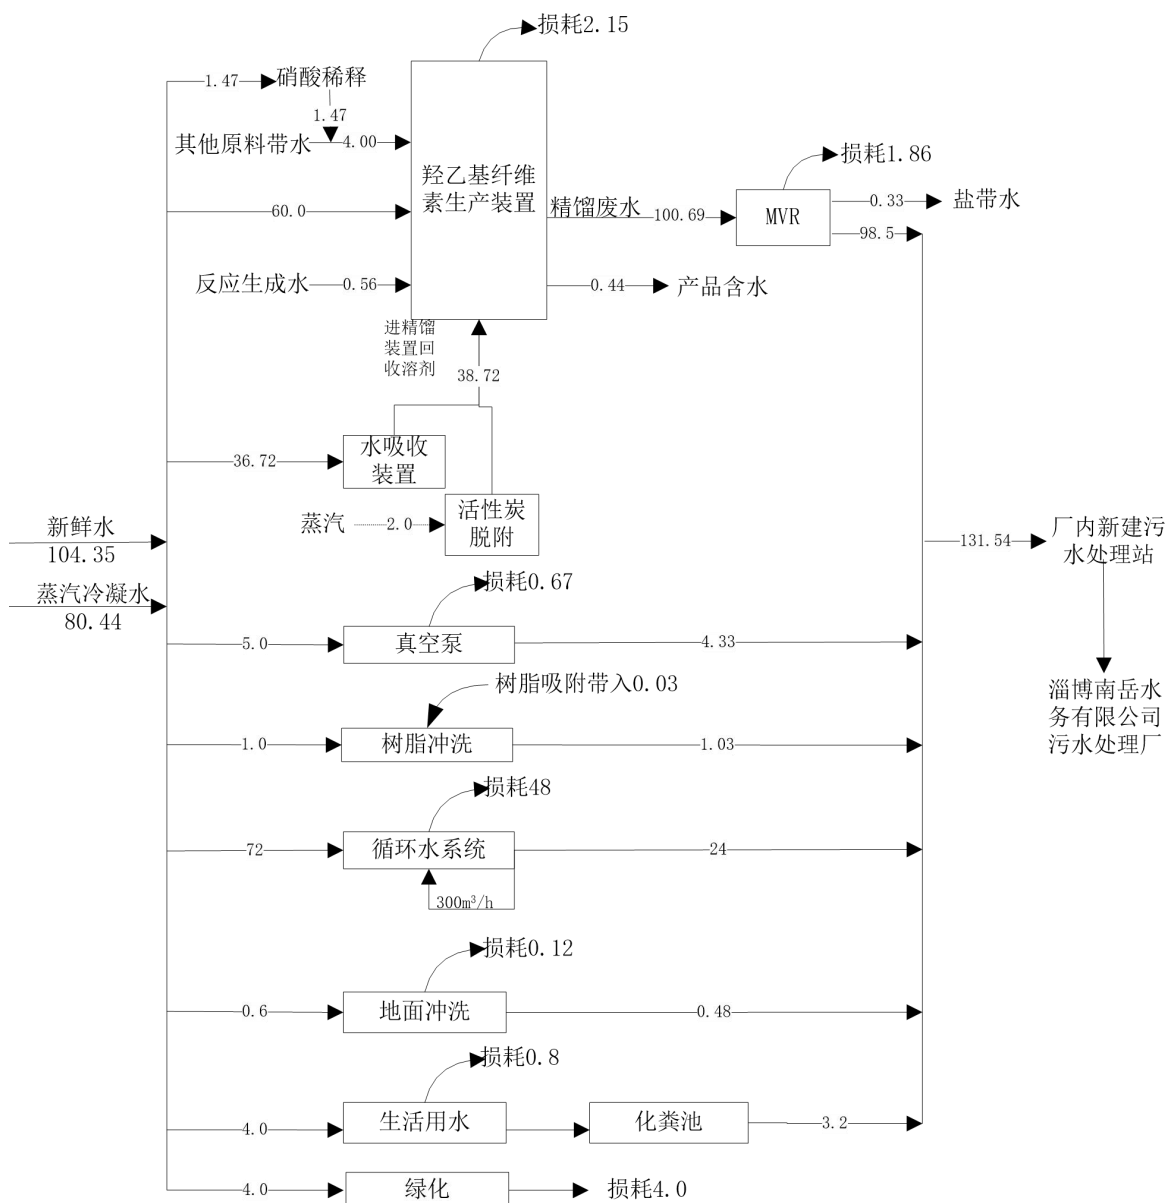 损耗2.15
1.47
硝酸稀释
1.47
其他原料带水
4.00
羟乙基纤维
素生产装置
损耗1.86
60.0
精馏废水
100.69
MVR
0.33
盐带水
98.5
反应生成水
0.56
0.44
产品含水
进精馏
装置回
收溶剂
38.72
36.72
水吸收
装置
蒸汽
2.0
活性炭
脱附
新鲜水
104.35
蒸汽冷凝水
80.44
131.54
厂内新建污
水处理站
损耗0.67
5.0
真空泵
4.33
树脂吸附带入0.03
淄博南岳水
务有限公司
污水处理厂
1.0
树脂冲洗
1.03
损耗48
72
循环水系统
24
300m³/h
损耗0.12
0.6
地面冲洗
0.48
损耗0.8
4.0
生活用水
化粪池
3.2
4.0
绿化
损耗4.0